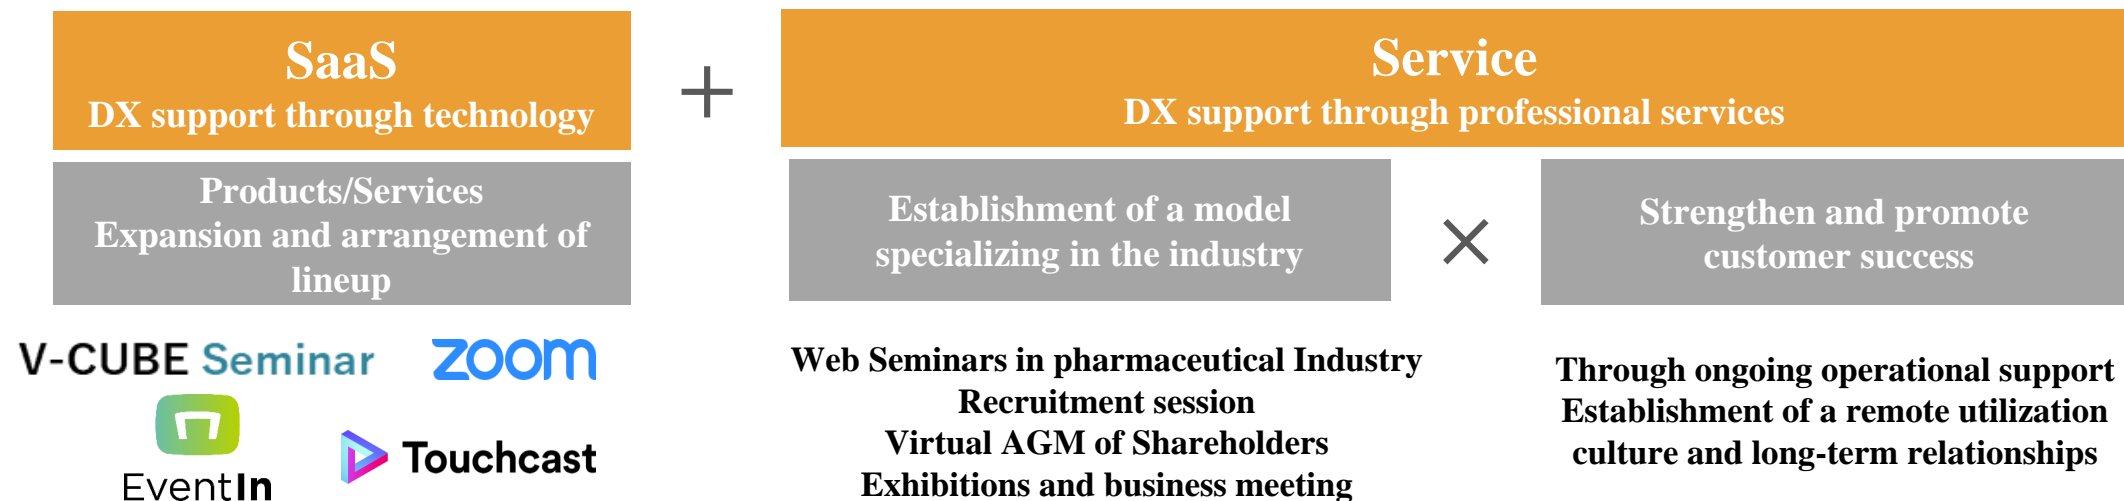 SaaS
DX support through technology
+
Service
DX support through professional services
Products/Services
Expansion and arrangement of
lineup
Establishment of a model
specializing in the industry
×
Strengthen and promote
customer success
V-CUBE Seminar
zoom
EventIn
Touchcast
Web Seminars in pharmaceutical Industry
Recruitment session
Virtual AGM of Shareholders
Exhibitions and business meeting
Through ongoing operational support
Establishment of a remote utilization
culture and long-term relationships